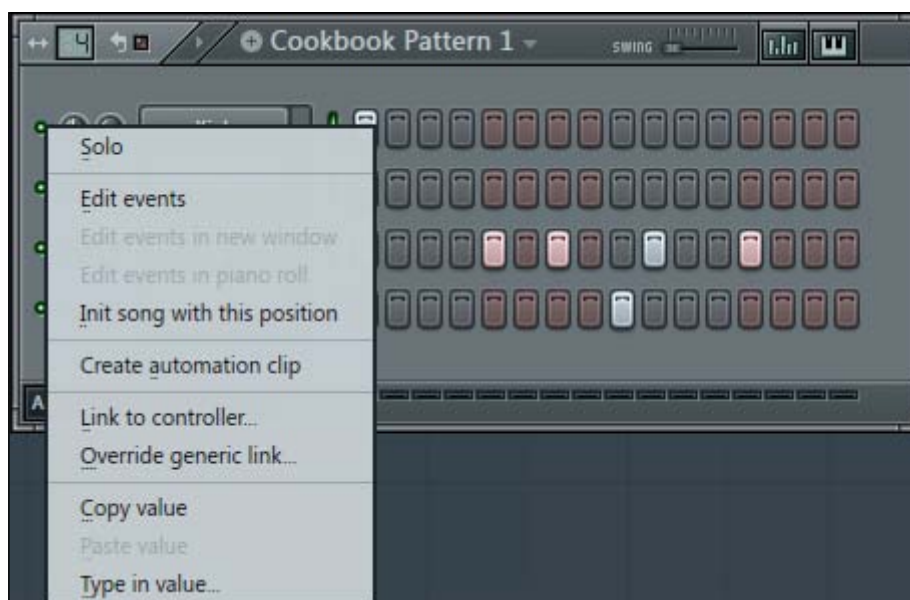 4 Cookbook Pattern 1 SWING
Solo
Edit events
Edit events in new window
Edit events in piano roll
Init song with this position
Create automation clip
Link to controller...
Override generic link...
Copy value
Paste value
Type in value...